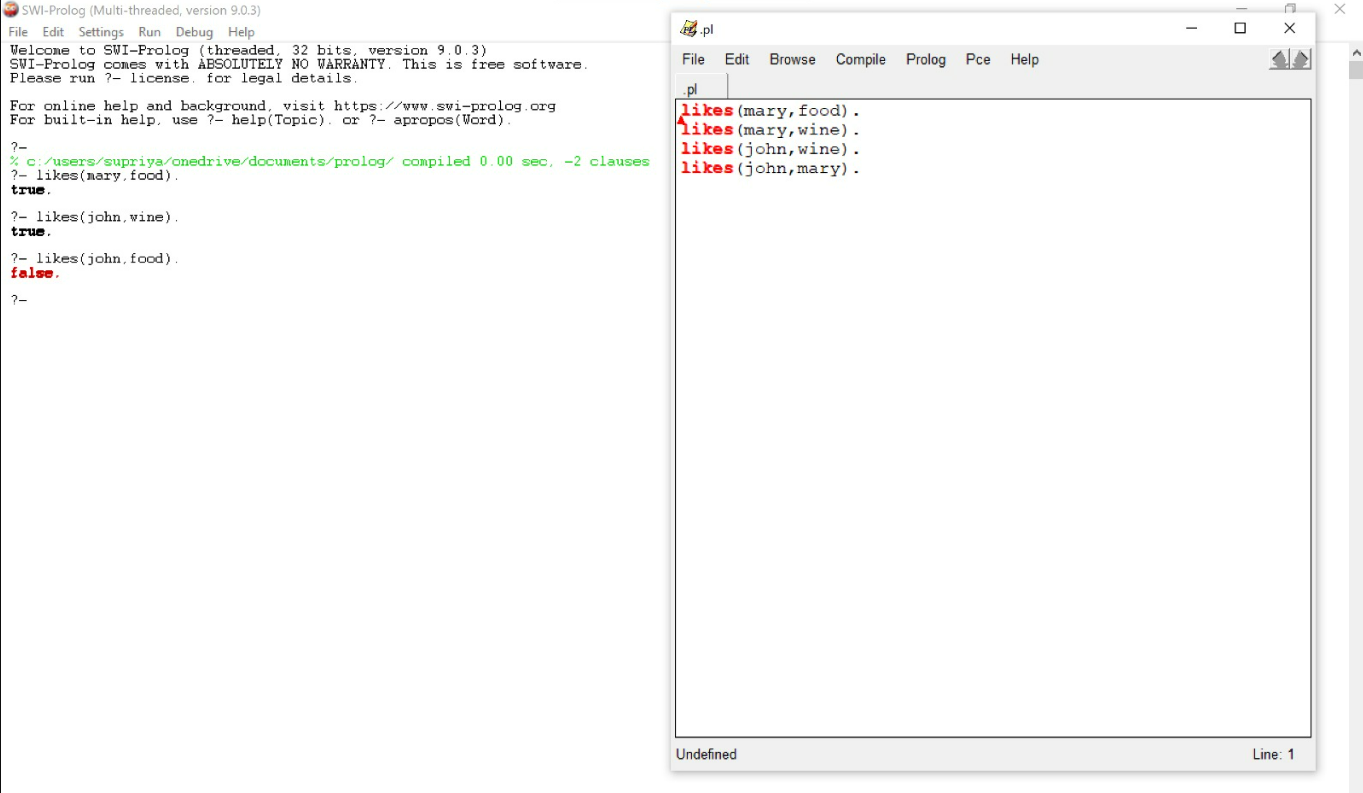 SWI-Prolog (Multi-threaded, version 9.0.3)
File Edit Settings Run Debug Help
Welcome to SWI-Prolog (threaded, 32 bits, version 9.0.3)
SWI-Prolog comes with ABSOLUTELY NO WARRANTY. This is free software.
Please run ?- license. for legal details.
For online help and background, visit https://www.swi-prolog.org
For built-in help, use ?- help(Topic). or ?- apropos(Word).
?-
% c:/users/supriya/onedrive/documents/prolog/ compiled 0.00 sec, -2 clauses
?- likes(mary,food).
true.
?- likes(john,wine).
true.
?- likes(john,food).
false.
?-
.pl
File Edit Browse Compile Prolog Pce Help
.pl
likes(mary,food).
likes(mary,wine).
likes(john,wine).
likes(john,mary).
Undefined
Line: 1